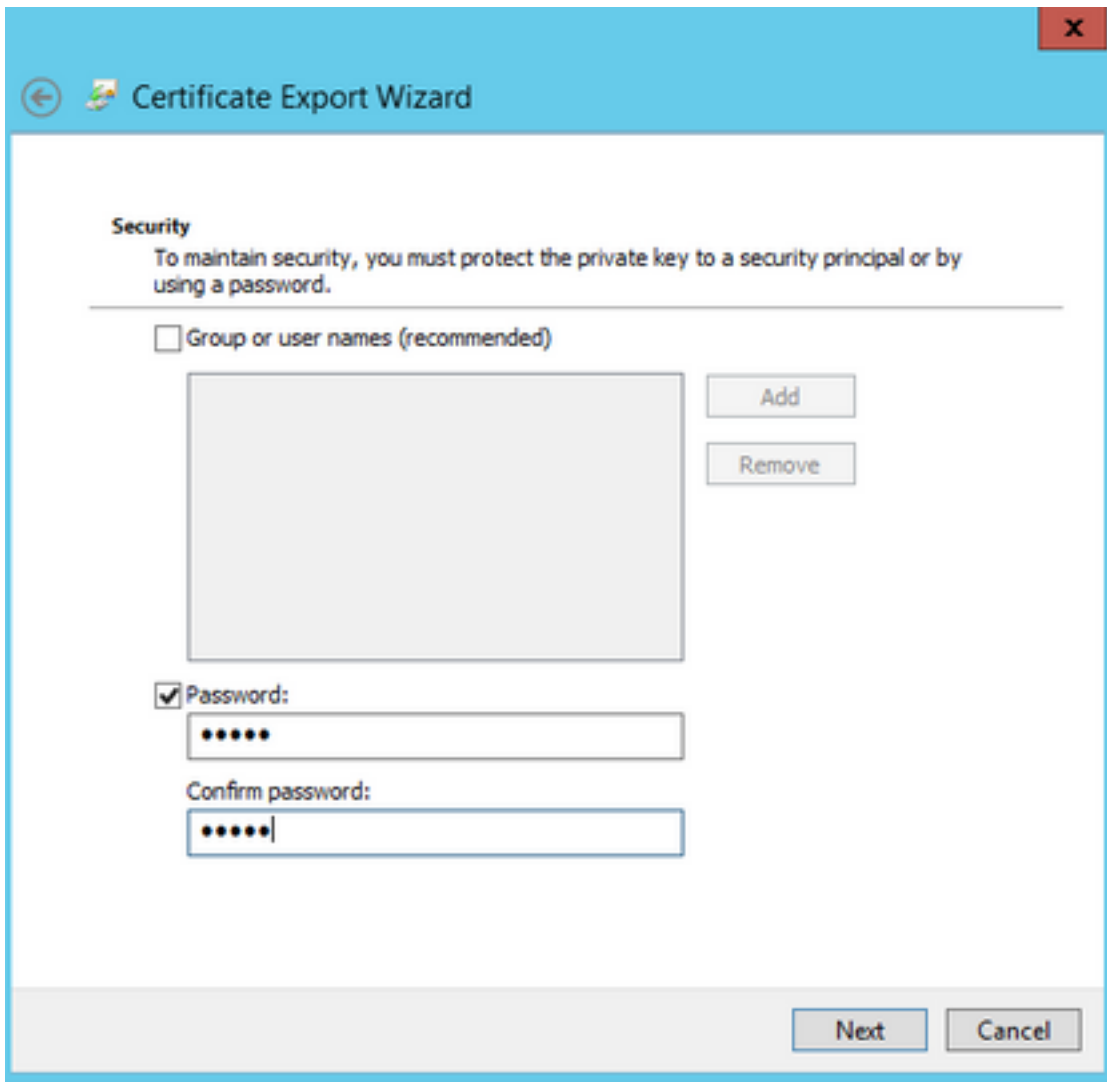 x
Certificate Export Wizard
Security
To maintain security, you must protect the private key to a security principal or by
using a password.
Group or user names (recommended)
Add
Remove
Password:
•••••
Confirm password:
•••••
Next
Cancel